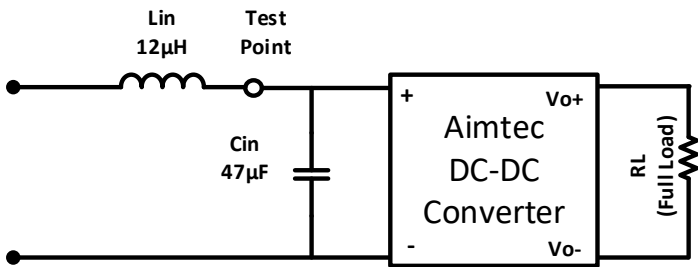 Lin
12µH
Test
Point
Cin
47µF
+
-
Aimtec
DC-DC
Converter
Vo+
Vo-
RL
(Full Load)